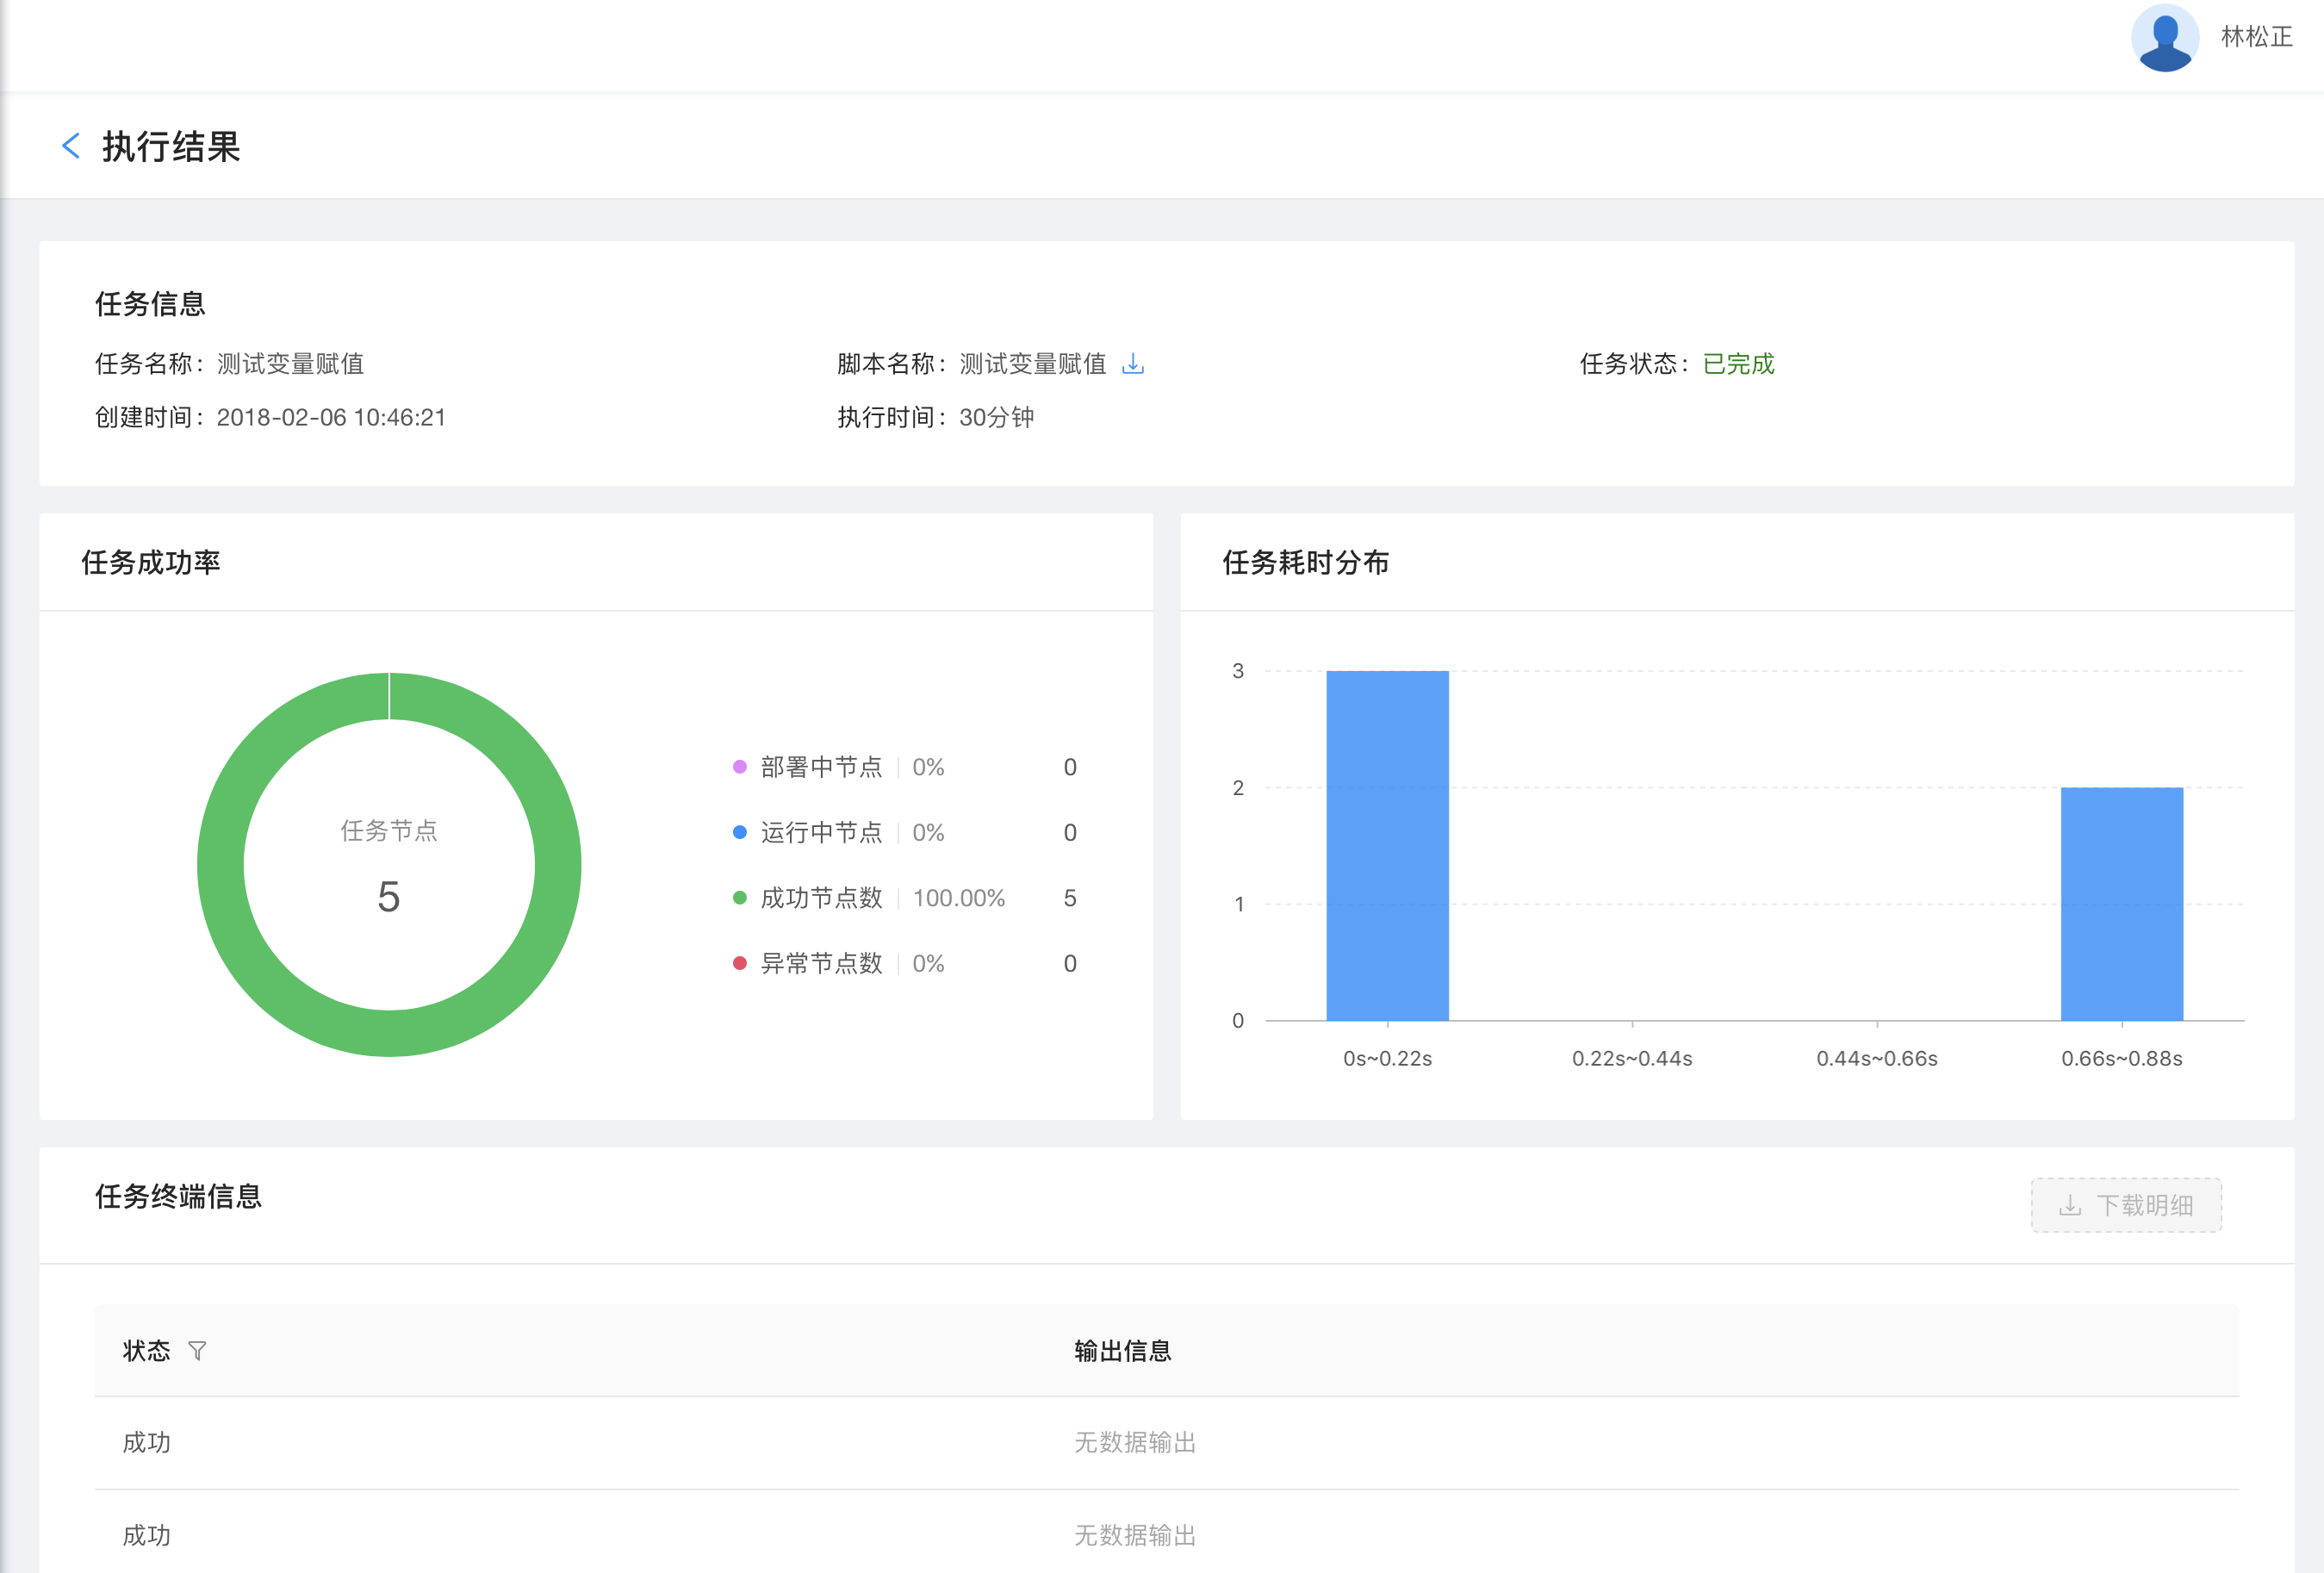 林松正
执行结果
任务信息
任务名称：测试变量赋值
脚本名称：测试变量赋值
任务状态：已完成
创建时间：2018-02-06 10:46:21
执行时间：30分钟
任务成功率
任务节点
5
部署中节点 0% 0
运行中节点 0% 0
成功节点数 100.00% 5
异常节点数 0% 0
任务耗时分布
3
2
1
0
0s~0.22s 0.22s~0.44s 0.44s~0.66s 0.66s~0.88s
任务终端信息
下载明细
状态 输出信息
成功 无数据输出
成功 无数据输出